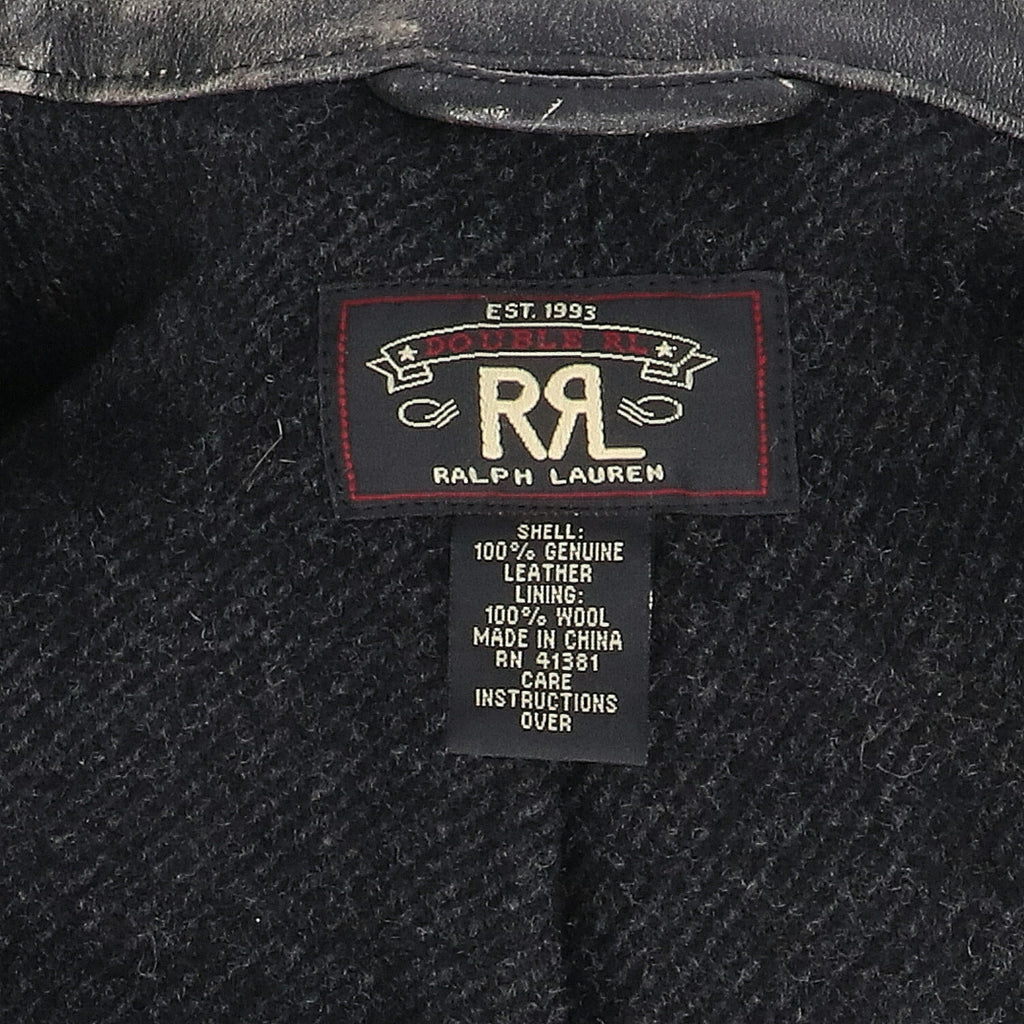 EST. 1993
DOUBLE RL
RRL
RALPH LAUREN
SHELL:
100% GENUINE
LEATHER
LINING:
100% WOOL
MADE IN CHINA
RN 41381
CARE
INSTRUCTIONS
OVER